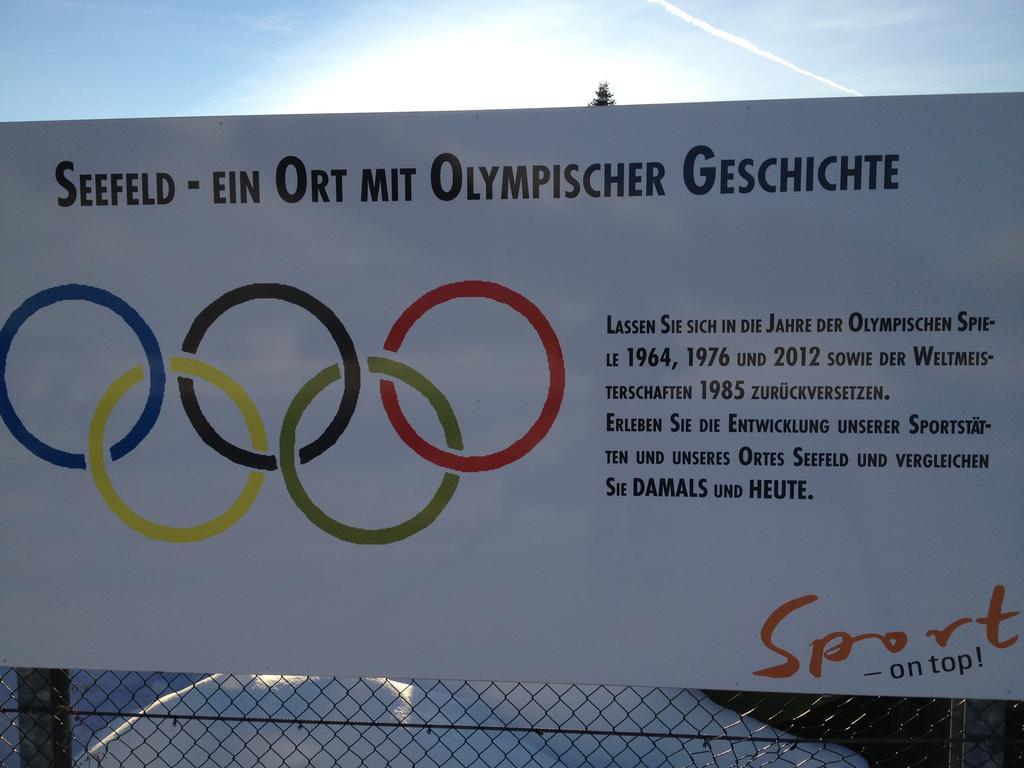 SEEFELD - EIN ORT MIT OLYMPISCHER GESCHICHTE
LASSEN SIE SICH IN DIE JAHRE DER OLYMPISCHEN SPIE-
LE 1964, 1976 UND 2012 SOWIE DER WELTMEIS-
TERSCHAFTEN 1985 ZURÜCKVERSETZEN.
ERLEBEN SIE DIE ENTWICKLUNG UNSERER SPORTSTÄT-
TEN UND UNSERES ORTES SEEFELD UND VERGLEICHEN
SIE DAMALS UND HEUTE.
Sport
– on top!